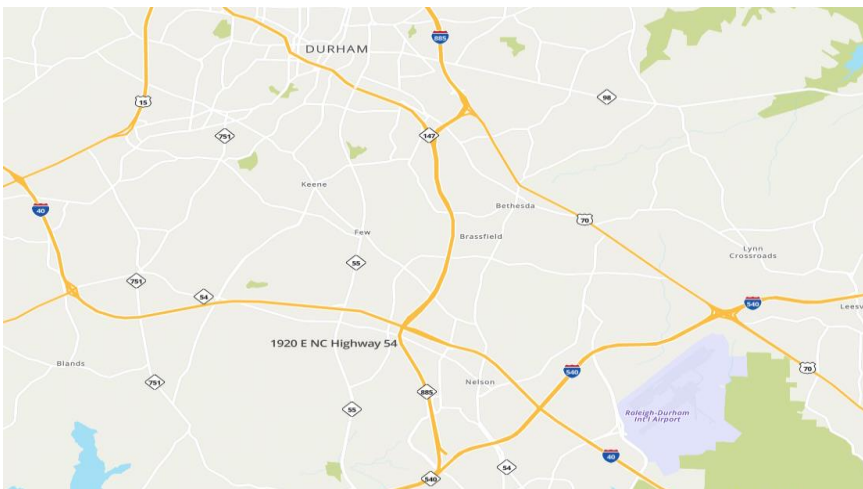 885
DURHAM
15
98
147
751
Keene
40
Bethesda
70
Few
Brassfield
Lynn
Crossroads
55
751
54
540
Leesv
1920 E NC Highway 54
Blands
540
70
Nelson
751
885
55
Raleigh-Durham
Int'l Airport
40
54
540